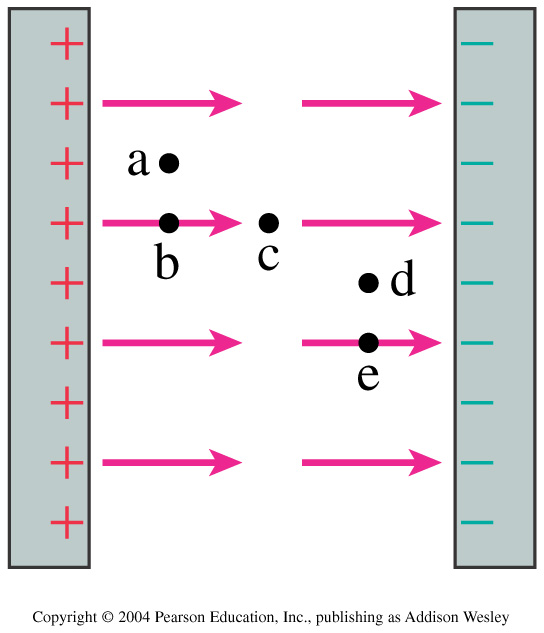 a
b
c
d
e
Copyright © 2004 Pearson Education, Inc., publishing as Addison Wesley